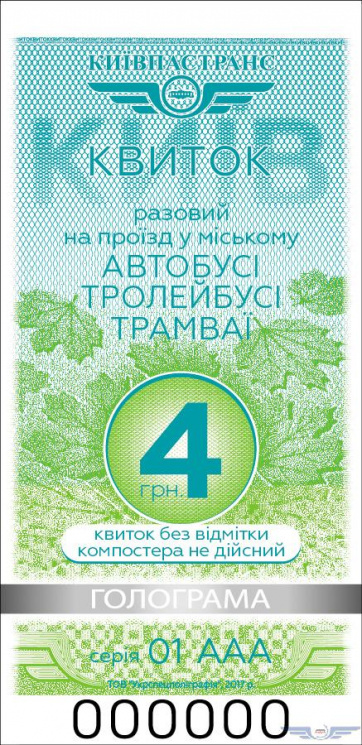 КИЇВПАСТРАНС
КИЇВ
КВИТОК
разовий
на проїзд у міському
АВТОБУСІ
ТРОЛЕЙБУСІ
ТРАМВАЇ
4
грн.
квиток без відмітки
компостера не дійсний
ГОЛОГРАМА
серія 01 ААА
ТОВ "Укрспецполіграфія", 2017 р.
000000